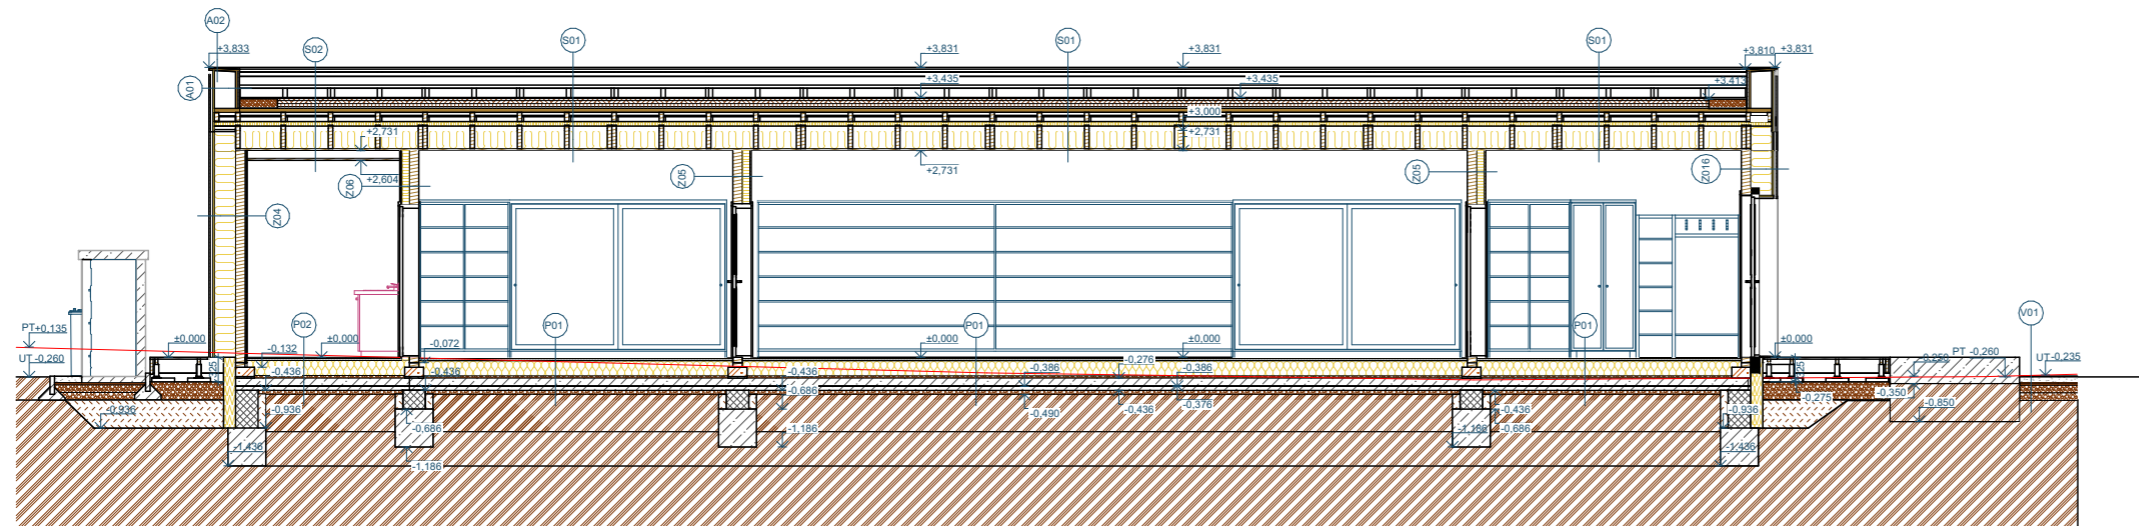 A02
S02
S01
S01
S01
+3,833
+3,831
+3,831
+3,810
+3,831
A01
+3,435
+3,435
+3,413
+3,000
+2,731
+2,731
+2,604
+2,731
Z06
Z05
Z05
Z016
Z04
PT+0,135
UT -0,260
±0,000
P02
±0,000
P01
P01
±0,000
±0,000
P01
±0,000
V01
-0,132
-0,072
-0,276
-0,386
-0,386
PT -0,260
UT -0,235
-0,436
-0,436
-0,436
-0,686
-0,376
-0,275
-0,350
-0,850
-0,936
-0,936
-0,686
-0,490
-0,436
-0,436
-0,686
-0,936
-1,186
-1,186
-1,436
-1,186
-1,436